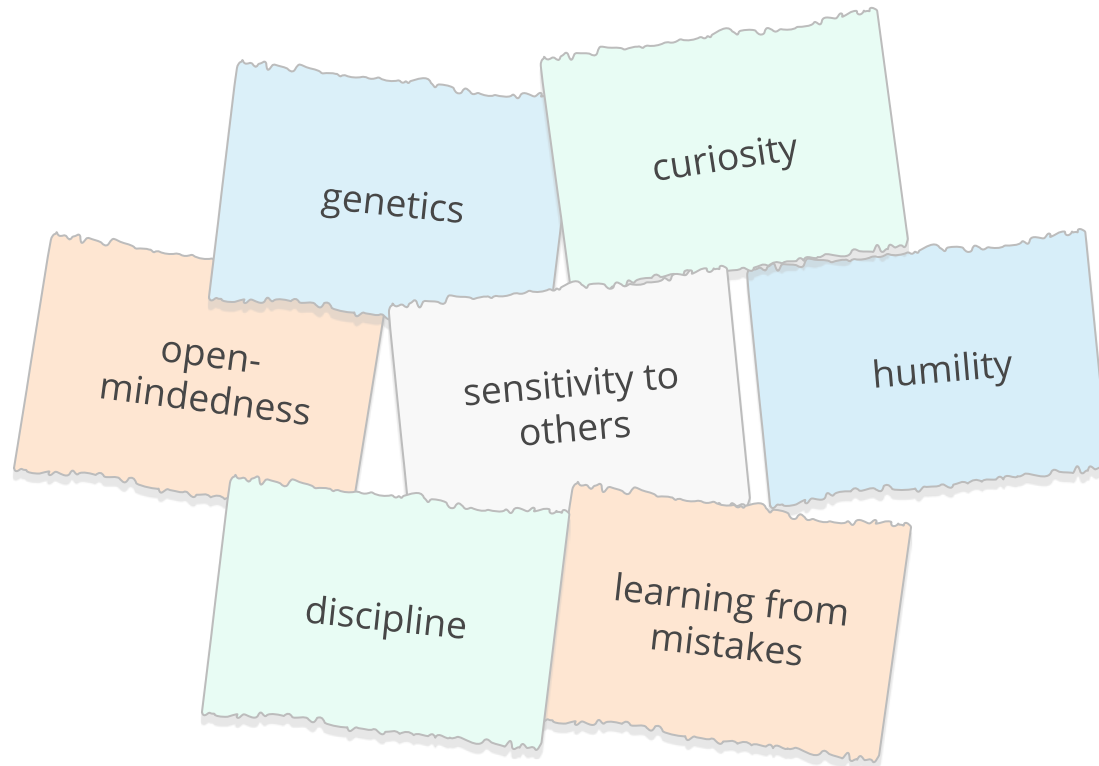 genetics
curiosity
open-
mindedness
sensitivity to
others
humility
discipline
learning from
mistakes